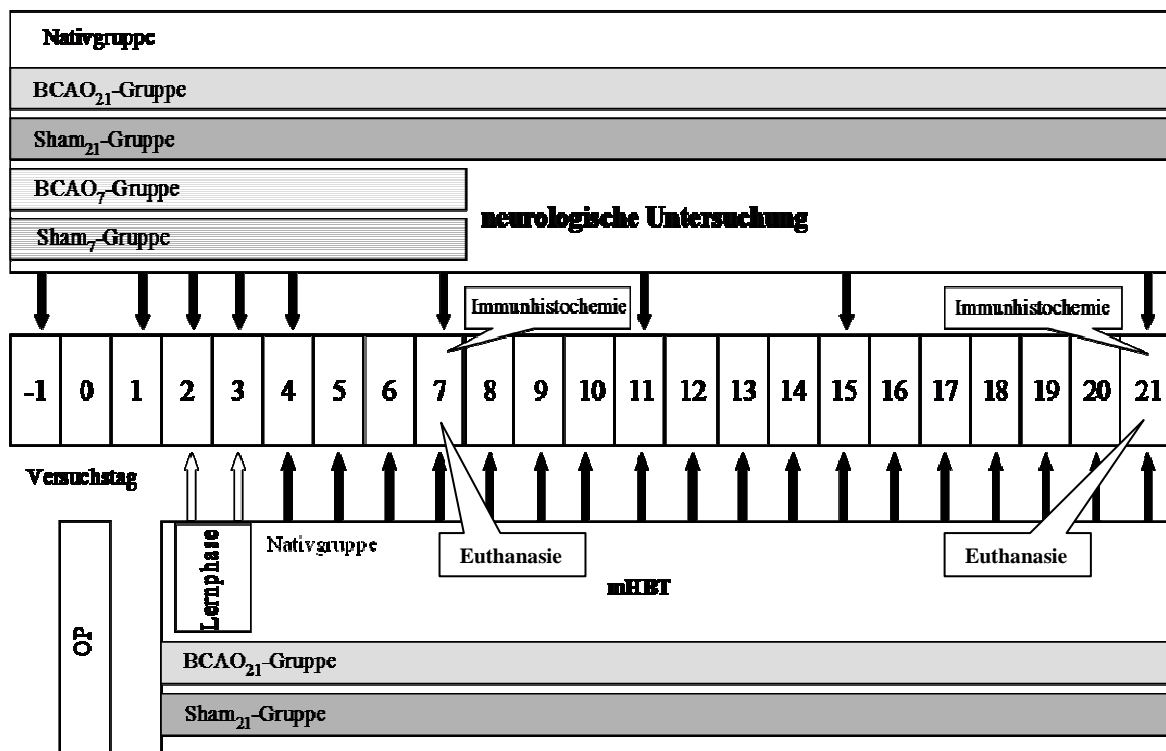 Nativgruppe
BCAO21-Gruppe
Sham21-Gruppe
BCAO7-Gruppe
Sham7-Gruppe
neurologische Untersuchung
Immunhistochemie
Immunhistochemie
-1 0 1 2 3 4 5 6 7 8 9 10 11 12 13 14 15 16 17 18 19 20 21
Versuchstag
OP
Lernphase
Nativgruppe
Euthanasie
Euthanasie
mHBT
BCAO21-Gruppe
Sham21-Gruppe